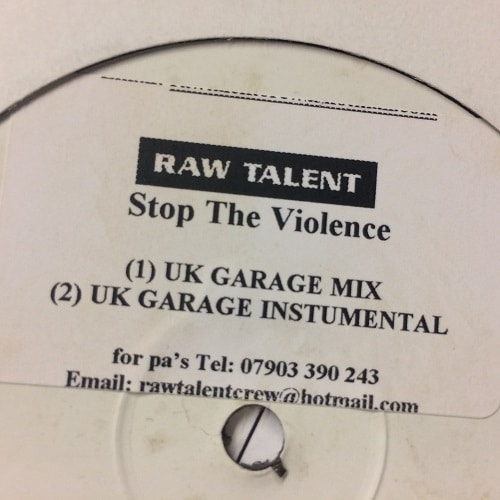 RAW TALENT
Stop The Violence
(1) UK GARAGE MIX
(2) UK GARAGE INSTUMENTAL
for pa's Tel: 07903 390 243
Email: rawtalentcrew@hotmail.com